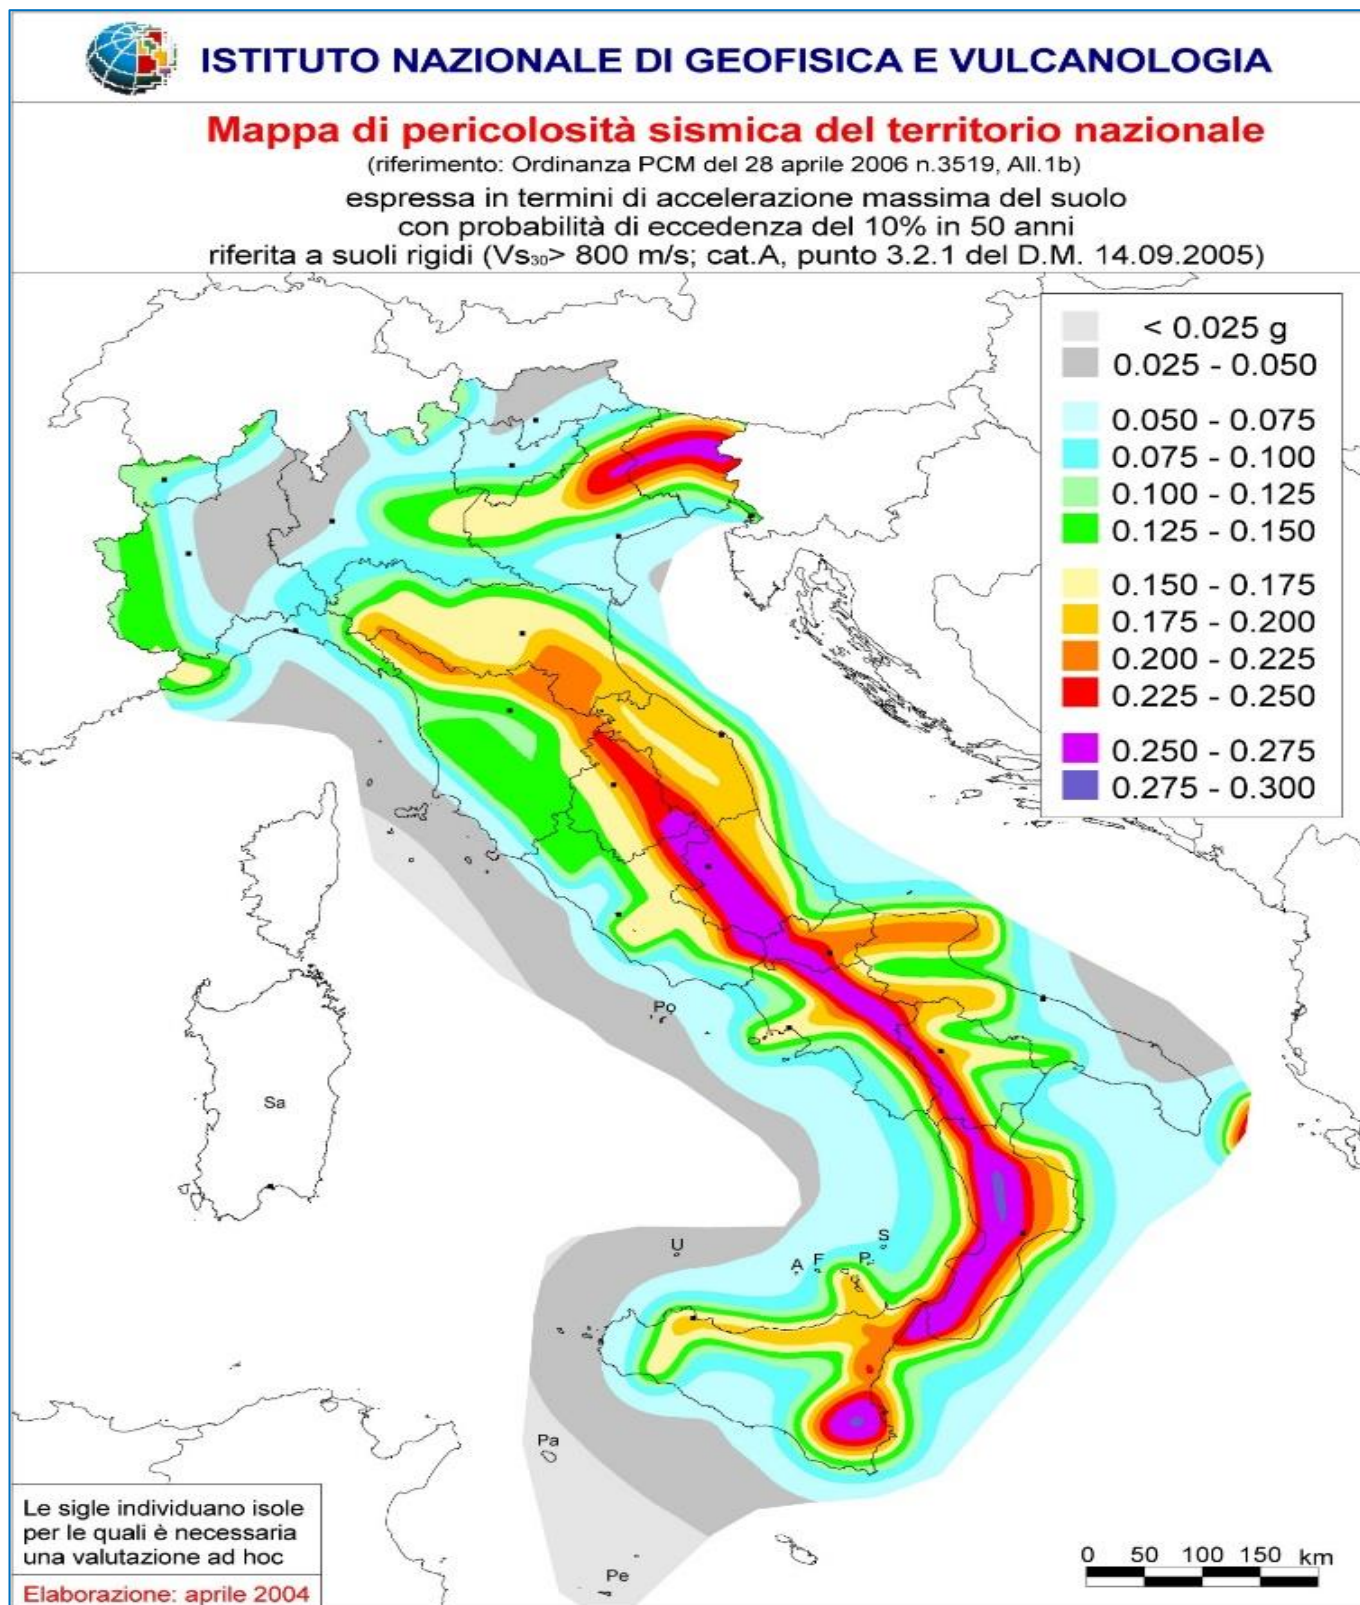 ISTITUTO NAZIONALE DI GEOFISICA E VULCANOLOGIA
Mappa di pericolosità sismica del territorio nazionale
(riferimento: Ordinanza PCM del 28 aprile 2006 n.3519, All.1b)
espressa in termini di accelerazione massima del suolo
con probabilità di eccedenza del 10% in 50 anni
riferita a suoli rigidi (Vs₃₀> 800 m/s; cat.A, punto 3.2.1 del D.M. 14.09.2005)
< 0.025 g
0.025 - 0.050
0.050 - 0.075
0.075 - 0.100
0.100 - 0.125
0.125 - 0.150
0.150 - 0.175
0.175 - 0.200
0.200 - 0.225
0.225 - 0.250
0.250 - 0.275
0.275 - 0.300
Po
Sa
U
A
F
P
S
Pa
Pe
Le sigle individuano isole
per le quali è necessaria
una valutazione ad hoc
Elaborazione: aprile 2004
0 50 100 150 km